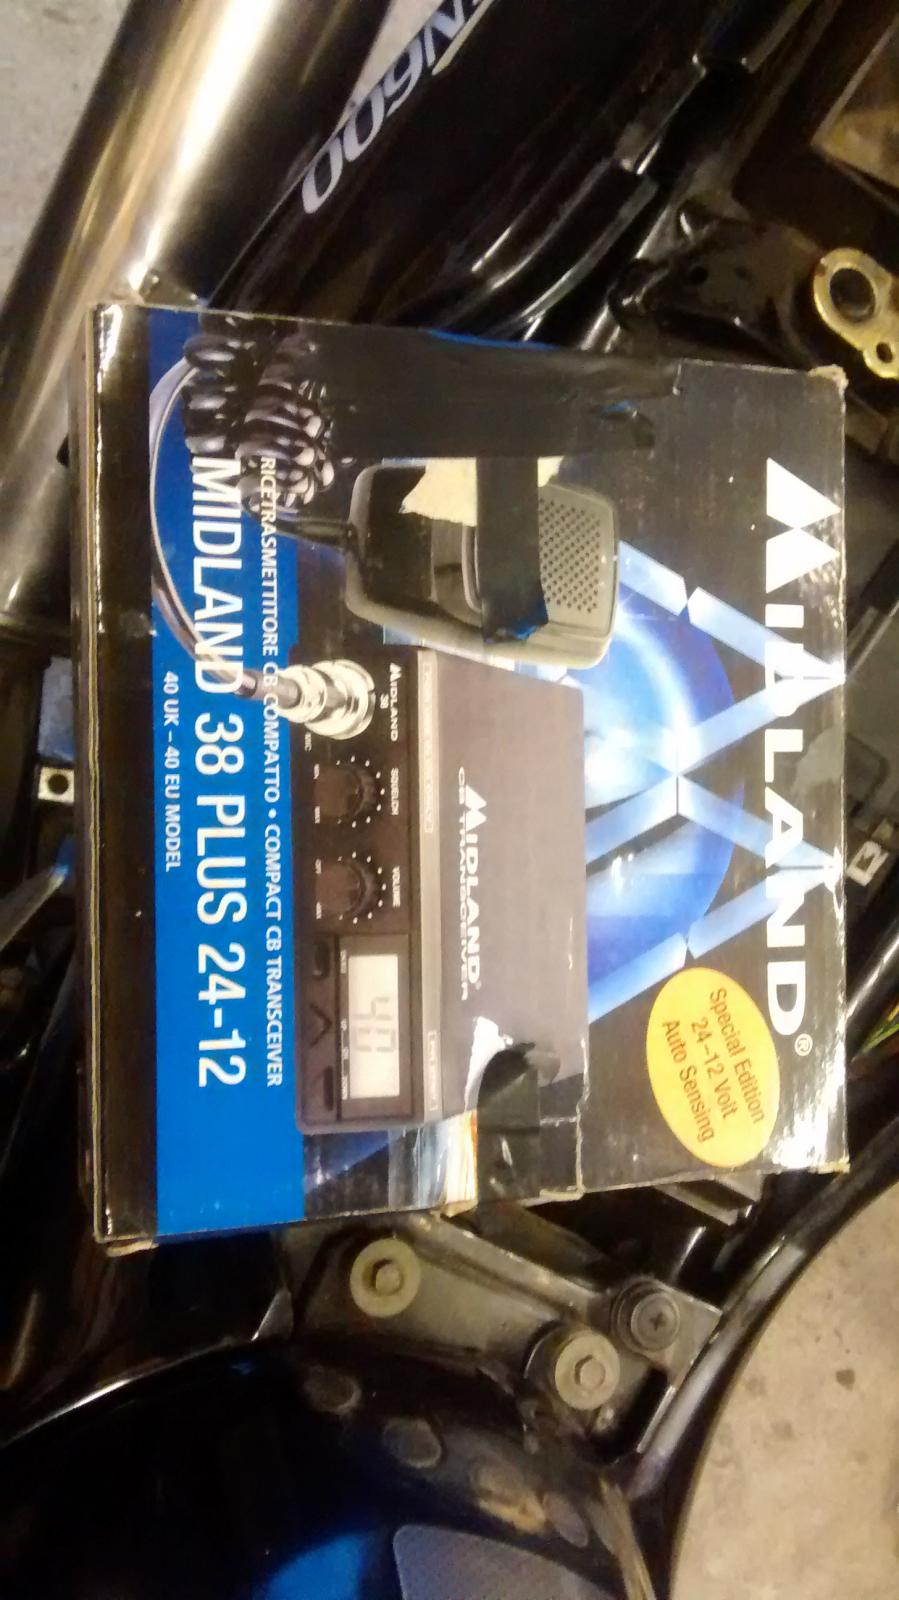 EN600
MIDLAND®
Special Edition
24-12 Volt
Auto Sensing
MIDLAND®
CB TRANSCEIVER
MIDLAND
38
SQUELCH
VOLUME
40
RICETRASMETTITORE CB COMPATTO • COMPACT CB TRANSCEIVER
MIDLAND 38 PLUS 24-12
40 UK – 40 EU MODEL